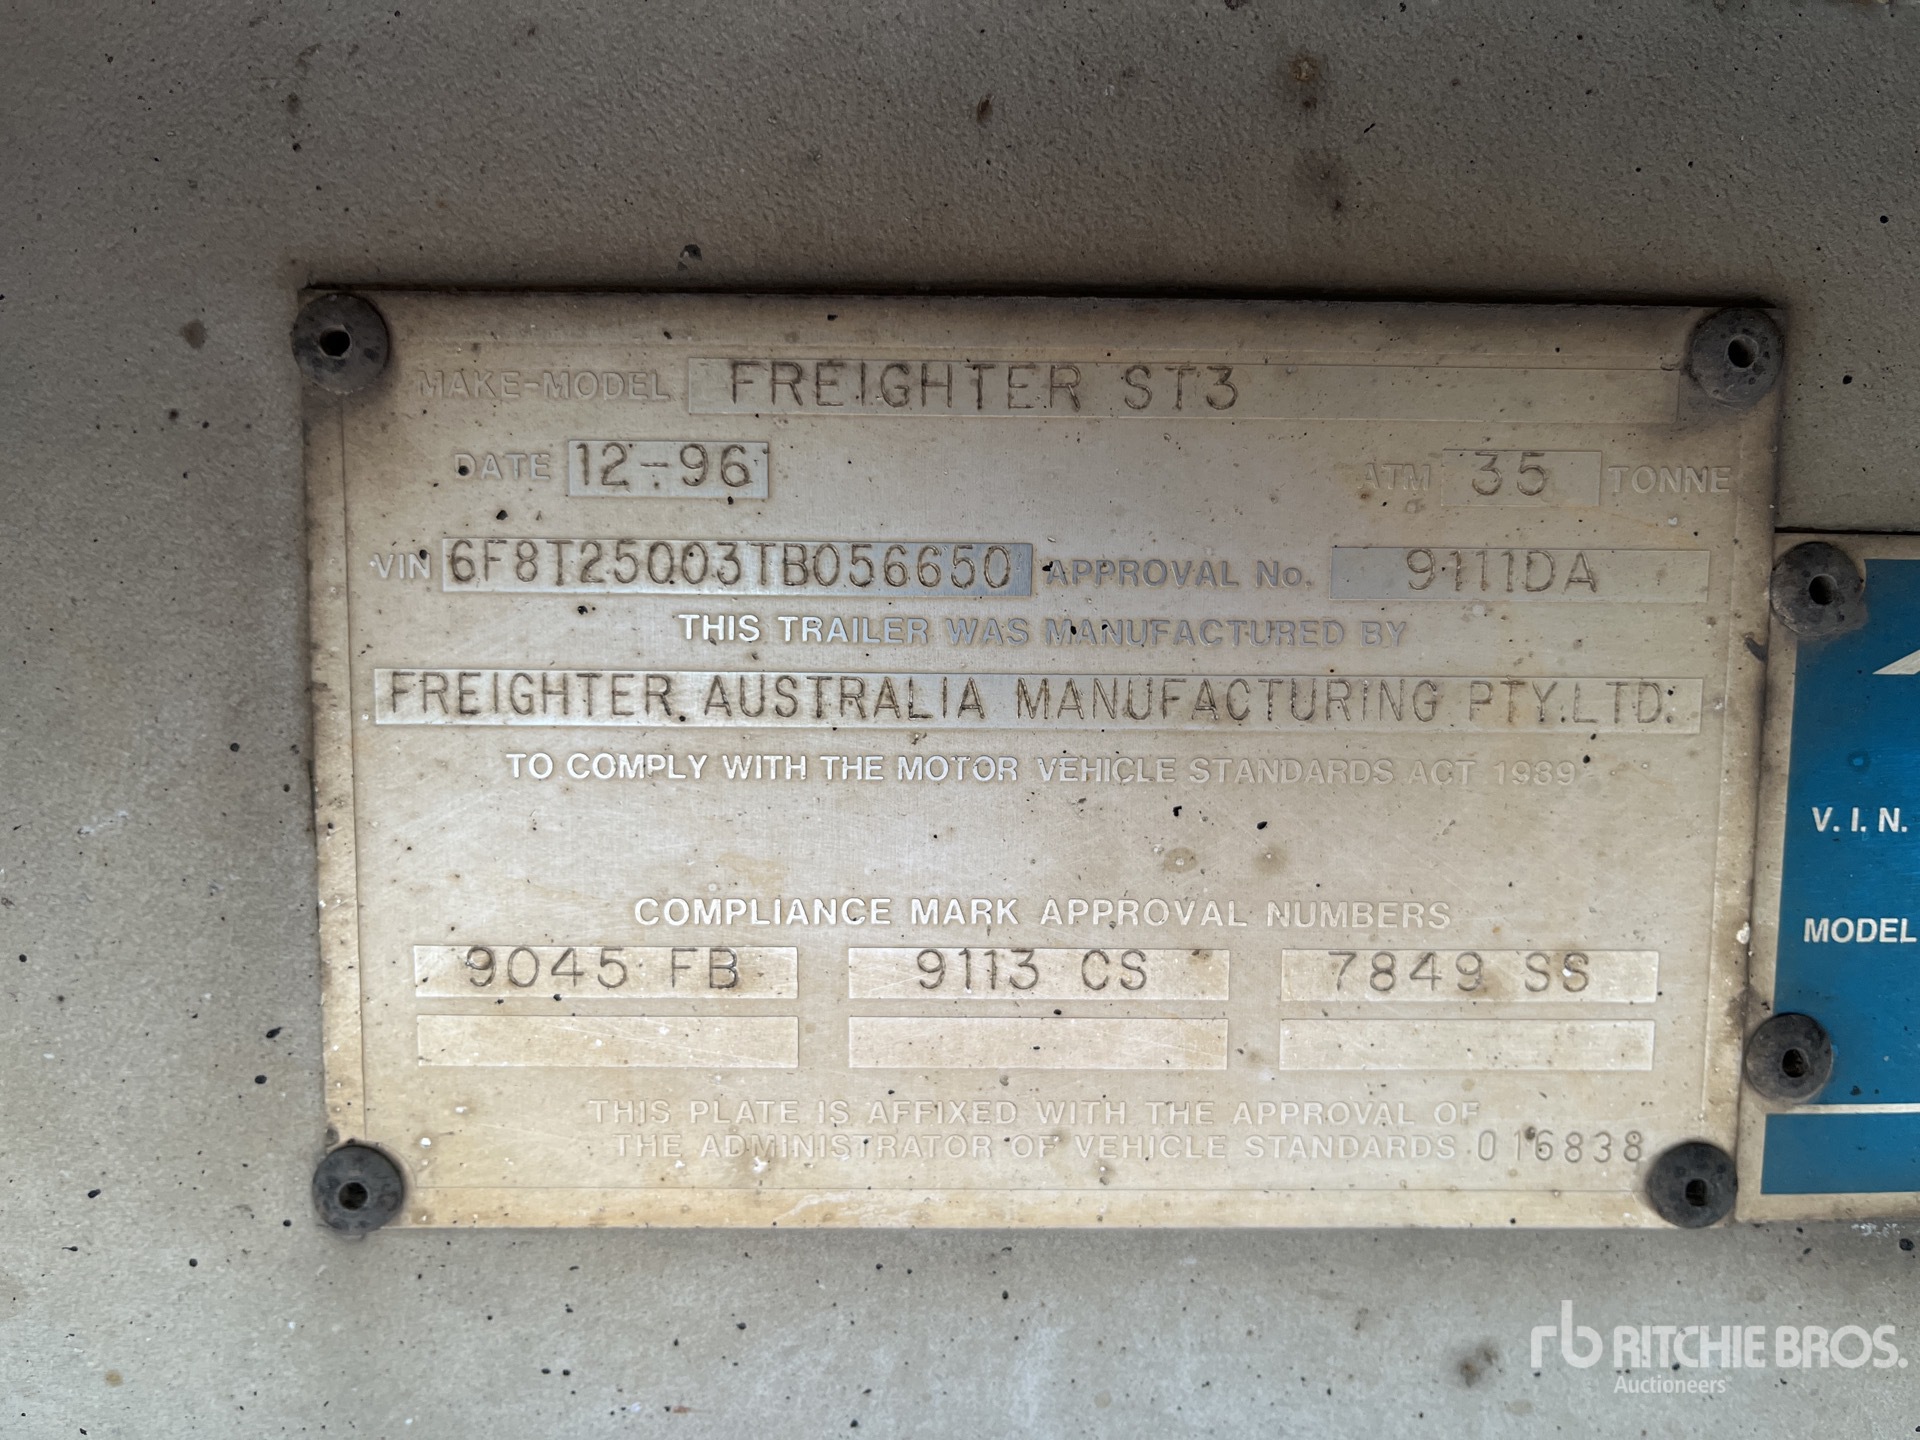 MAKE-MODEL FREIGHTER ST3
DATE 12-96 ATM 35 TONNE
VIN 6F8T25003TB056650 APPROVAL No. 9111DA
THIS TRAILER WAS MANUFACTURED BY
FREIGHTER AUSTRALIA MANUFACTURING PTY.LTD.
TO COMPLY WITH THE MOTOR VEHICLE STANDARDS ACT 1989
COMPLIANCE MARK APPROVAL NUMBERS
9045 FB 9113 CS 7849 SS
THIS PLATE IS AFFIXED WITH THE APPROVAL OF
THE ADMINISTRATOR OF VEHICLE STANDARDS 016838
V.I.N.
MODEL
rb RITCHIE BROS.
Auctioneers